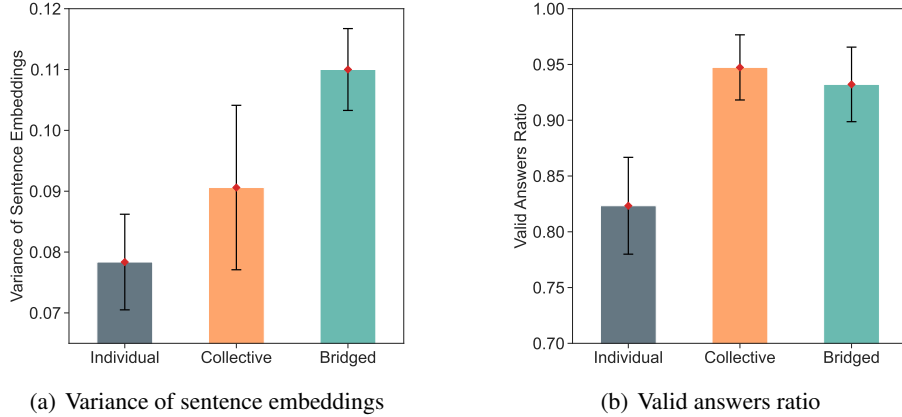 0.12
0.11
0.10
0.09
0.08
0.07
Variance of Sentence Embeddings
Individual Collective Bridged
(a) Variance of sentence embeddings
1.00
0.95
0.90
0.85
0.80
0.75
0.70
Valid Answers Ratio
Individual Collective Bridged
(b) Valid answers ratio